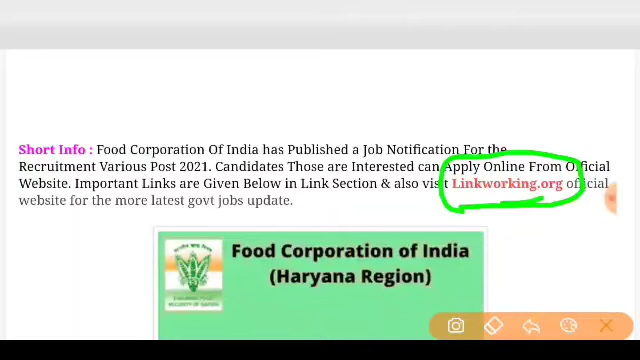 Short Info : Food Corporation Of India has Published a Job Notification For the
Recruitment Various Post 2021. Candidates Those are Interested can Apply Online From Official
Website. Important Links are Given Below in Link Section & also visit Linkworking.org official
website for the more latest govt jobs update.
Food Corporation of India
(Haryana Region)